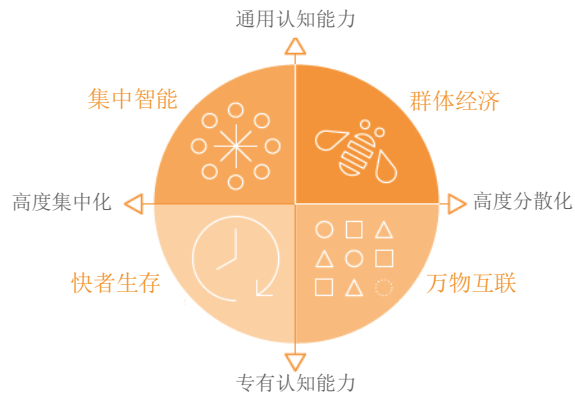 通用认知能力
集中智能
群体经济
高度集中化
高度分散化
快者生存
万物互联
专有认知能力